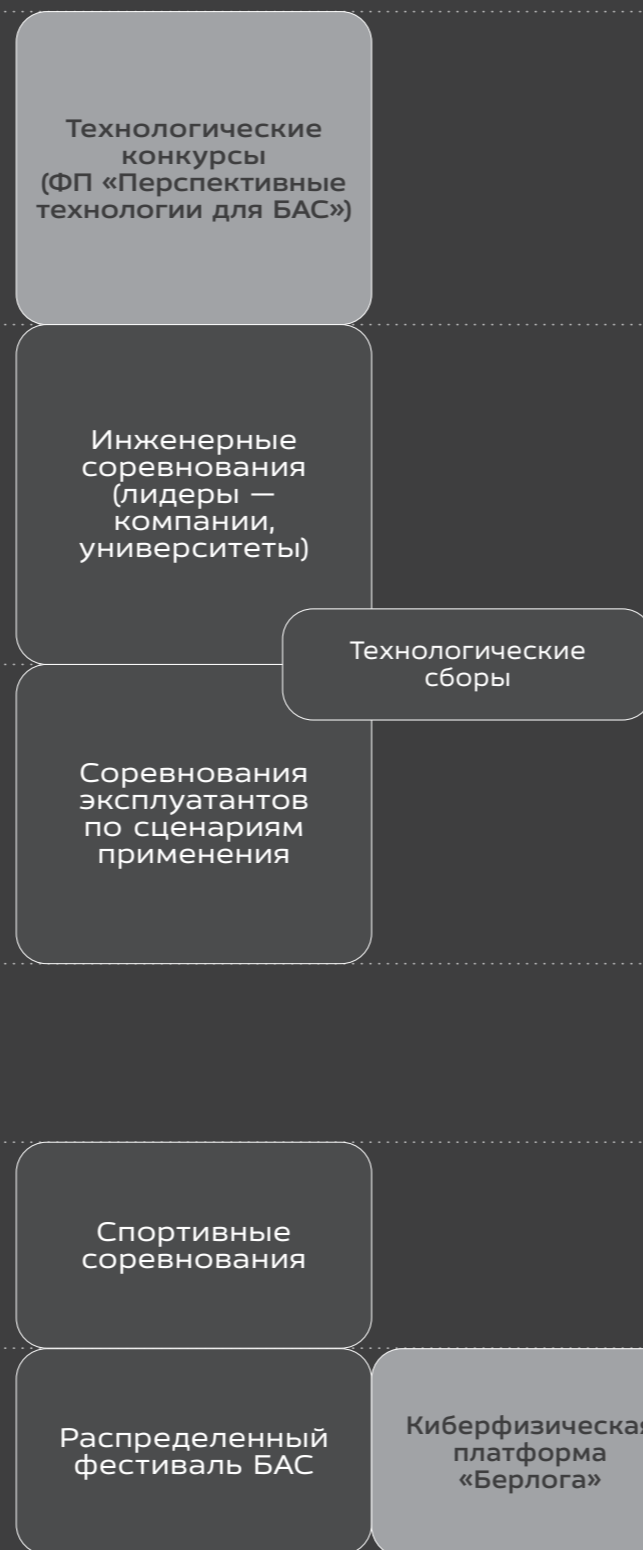 Технологические
конкурсы
(ФП «Перспективные
технологии для БАС»)
Инженерные
соревнования
(лидеры —
компании,
университеты)
Технологические
сборы
Соревнования
эксплуатантов
по сценариям
применения
Спортивные
соревнования
Распределенный
фестиваль БАС
Киберфизическая
платформа
«Берлога»